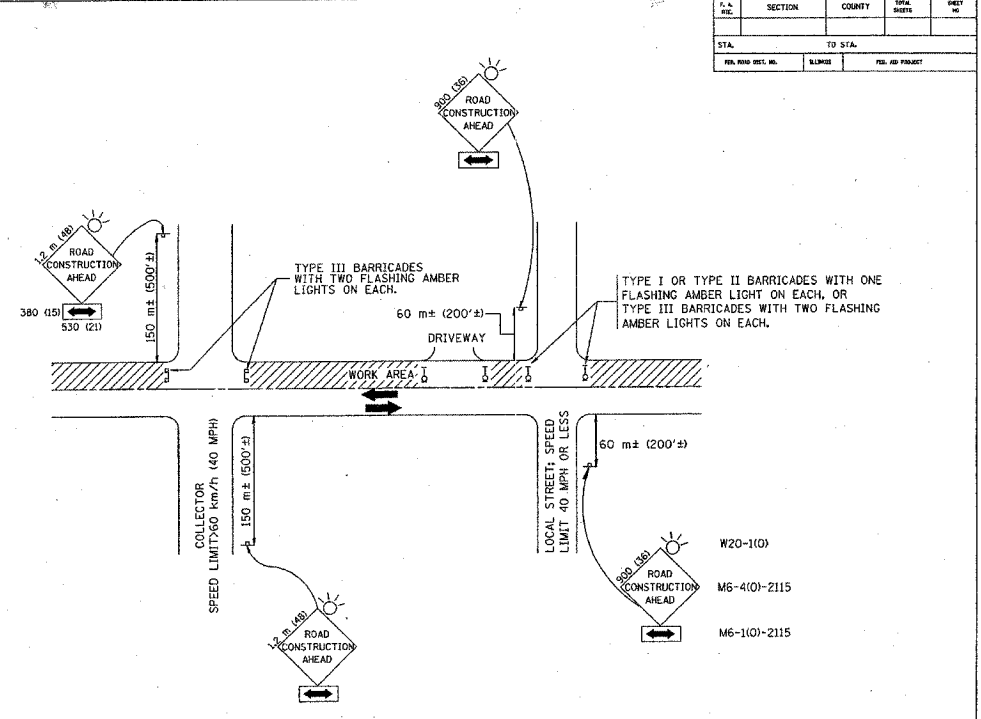 F. A. RTE.
SECTION
COUNTY
TOTAL SHEETS
SHEET NO
STA.
TO STA.
FED. ROAD DIST. NO.
ILLINOIS
FED. AID PROJECT
900 (36)
ROAD
CONSTRUCTION
AHEAD
1.2 m (48)
ROAD
CONSTRUCTION
AHEAD
380 (15)
530 (21)
150 m± (500'±)
TYPE III BARRICADES
WITH TWO FLASHING AMBER
LIGHTS ON EACH.
60 m± (200'±)
DRIVEWAY
TYPE I OR TYPE II BARRICADES WITH ONE
FLASHING AMBER LIGHT ON EACH, OR
TYPE III BARRICADES WITH TWO FLASHING
AMBER LIGHTS ON EACH.
WORK AREA
COLLECTOR
SPEED LIMIT>60 km/h (40 MPH)
150 m± (500'±)
LOCAL STREET: SPEED
LIMIT 40 MPH OR LESS
60 m± (200'±)
1.2 m (48)
ROAD
CONSTRUCTION
AHEAD
900 (36)
ROAD
CONSTRUCTION
AHEAD
W20-1(O)
M6-4(O)-2115
M6-1(O)-2115